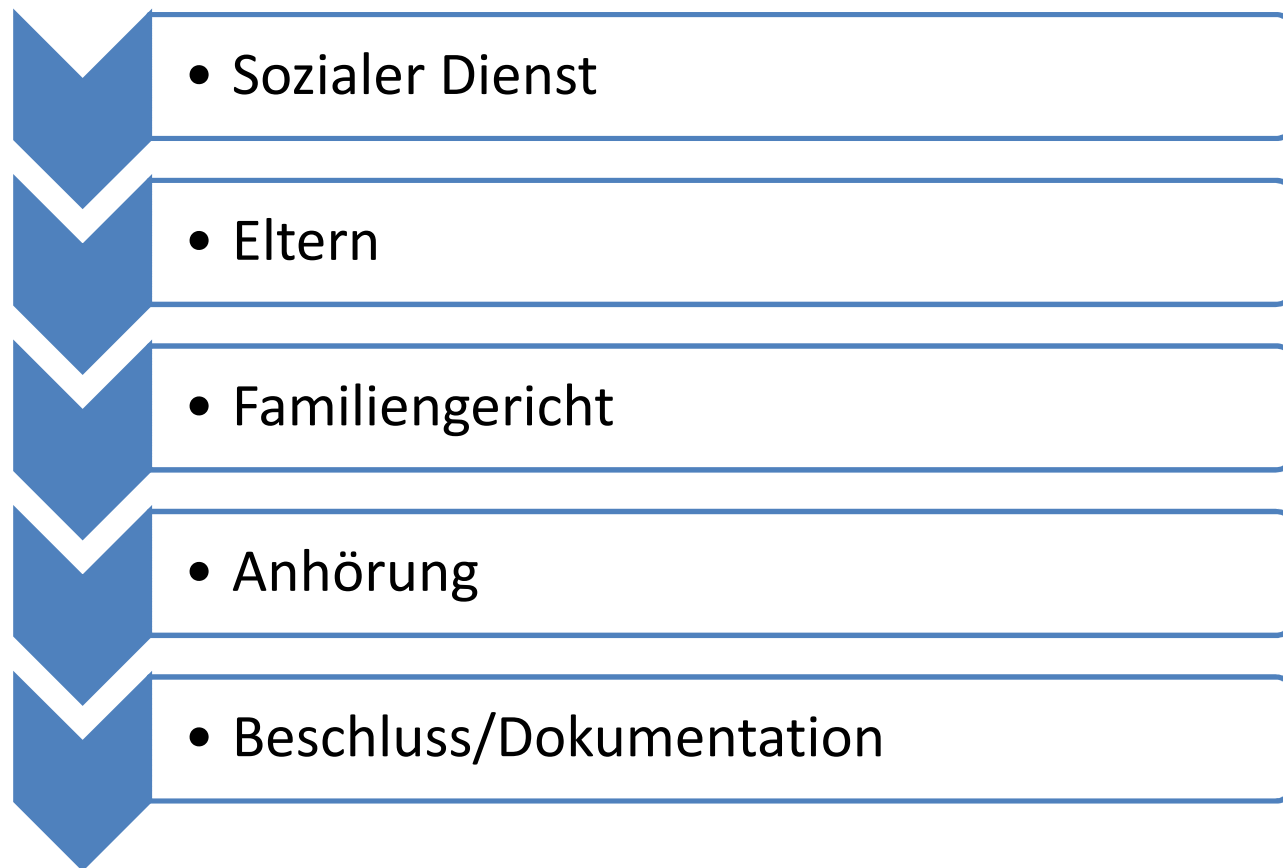 • Sozialer Dienst
• Eltern
• Familiengericht
• Anhörung
• Beschluss/Dokumentation